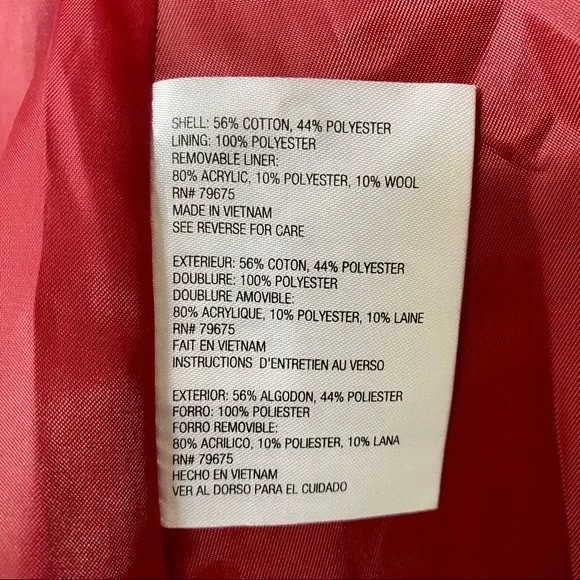 SHELL: 56% COTTON, 44% POLYESTER
LINING: 100% POLYESTER
REMOVABLE LINER:
80% ACRYLIC, 10% POLYESTER, 10% WOOL
RN# 79675
MADE IN VIETNAM
SEE REVERSE FOR CARE
EXTERIEUR: 56% COTON, 44% POLYESTER
DOUBLURE: 100% POLYESTER
DOUBLURE AMOVIBLE:
80% ACRYLIQUE, 10% POLYESTER, 10% LAINE
RN# 79675
FAIT EN VIETNAM
INSTRUCTIONS D'ENTRETIEN AU VERSO
EXTERIOR: 56% ALGODON, 44% POLIESTER
FORRO: 100% POLIESTER
FORRO REMOVIBLE:
80% ACRILICO, 10% POLIESTER, 10% LANA
RN# 79675
HECHO EN VIETNAM
VER AL DORSO PARA EL CUIDADO